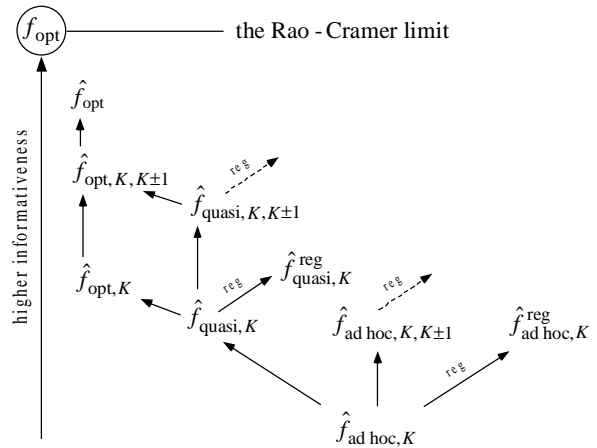 f_opt the Rao - Cramer limit
f̂_opt
reg
f̂_opt, K, K±1
f̂_quasi, K, K±1
f̂_opt, K
reg
f̂^reg_quasi, K
reg
f̂_quasi, K
f̂_ad hoc, K, K±1
f̂^reg_ad hoc, K
reg
f̂_ad hoc, K
higher informativeness